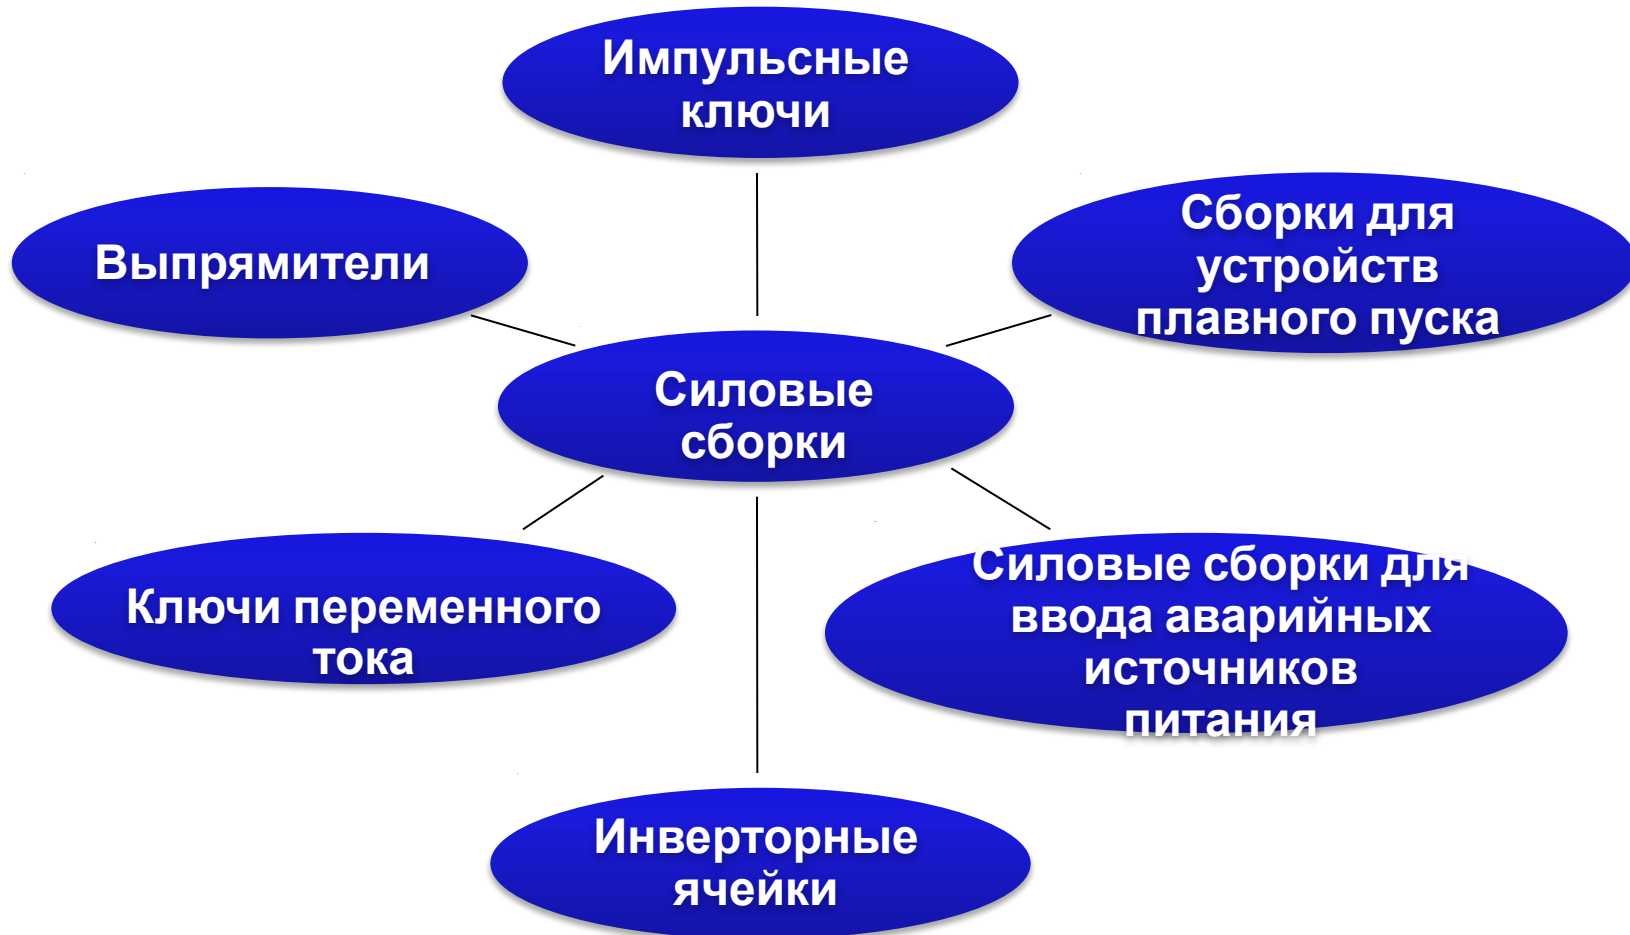 Импульсные
ключи
Выпрямители
Сборки для
устройств
плавного пуска
Силовые
сборки
Ключи переменного
тока
Силовые сборки для
ввода аварийных
источников
питания
Инверторные
ячейки